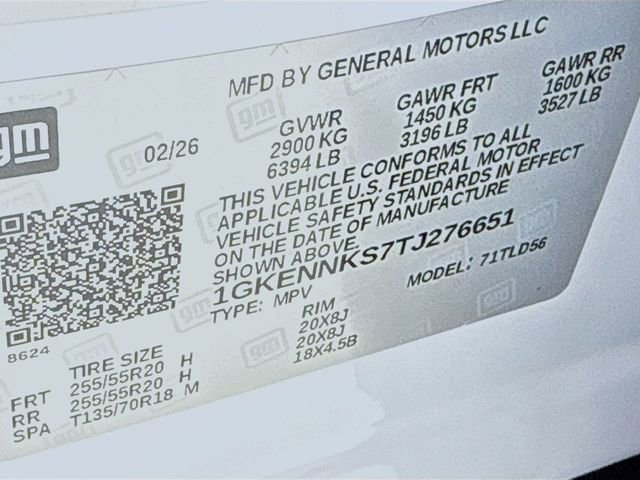 MFD BY GENERAL MOTORS LLC
gm
02/26
GVWR
2900 KG
6394 LB
GAWR FRT
1450 KG
3196 LB
GAWR RR
1600 KG
3527 LB
THIS VEHICLE CONFORMS TO ALL
APPLICABLE U.S. FEDERAL MOTOR
VEHICLE SAFETY STANDARDS IN EFFECT
ON THE DATE OF MANUFACTURE
SHOWN ABOVE.
1GKENNKS7TJ276651
TYPE: MPV
MODEL: 71TLD56
8624
TIRE SIZE
RIM
FRT 255/55R20 H 20X8J
RR 255/55R20 H 20X8J
SPA T135/70R18 M 18X4.5B